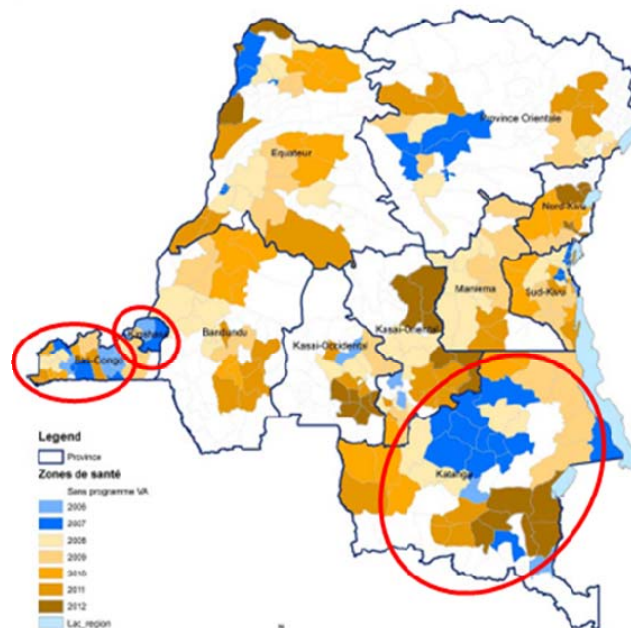 Province Orientale
Equateur
Nord-Kivu
Maniema
Sud-Kivu
Bandundu
Kasai-Oriental
Kasai-Occidental
Bas-Congo
Katanga
Legend
Province
Zones de santé
Sans programme VA
2006
2007
2008
2009
2010
2011
2012
Lac_region